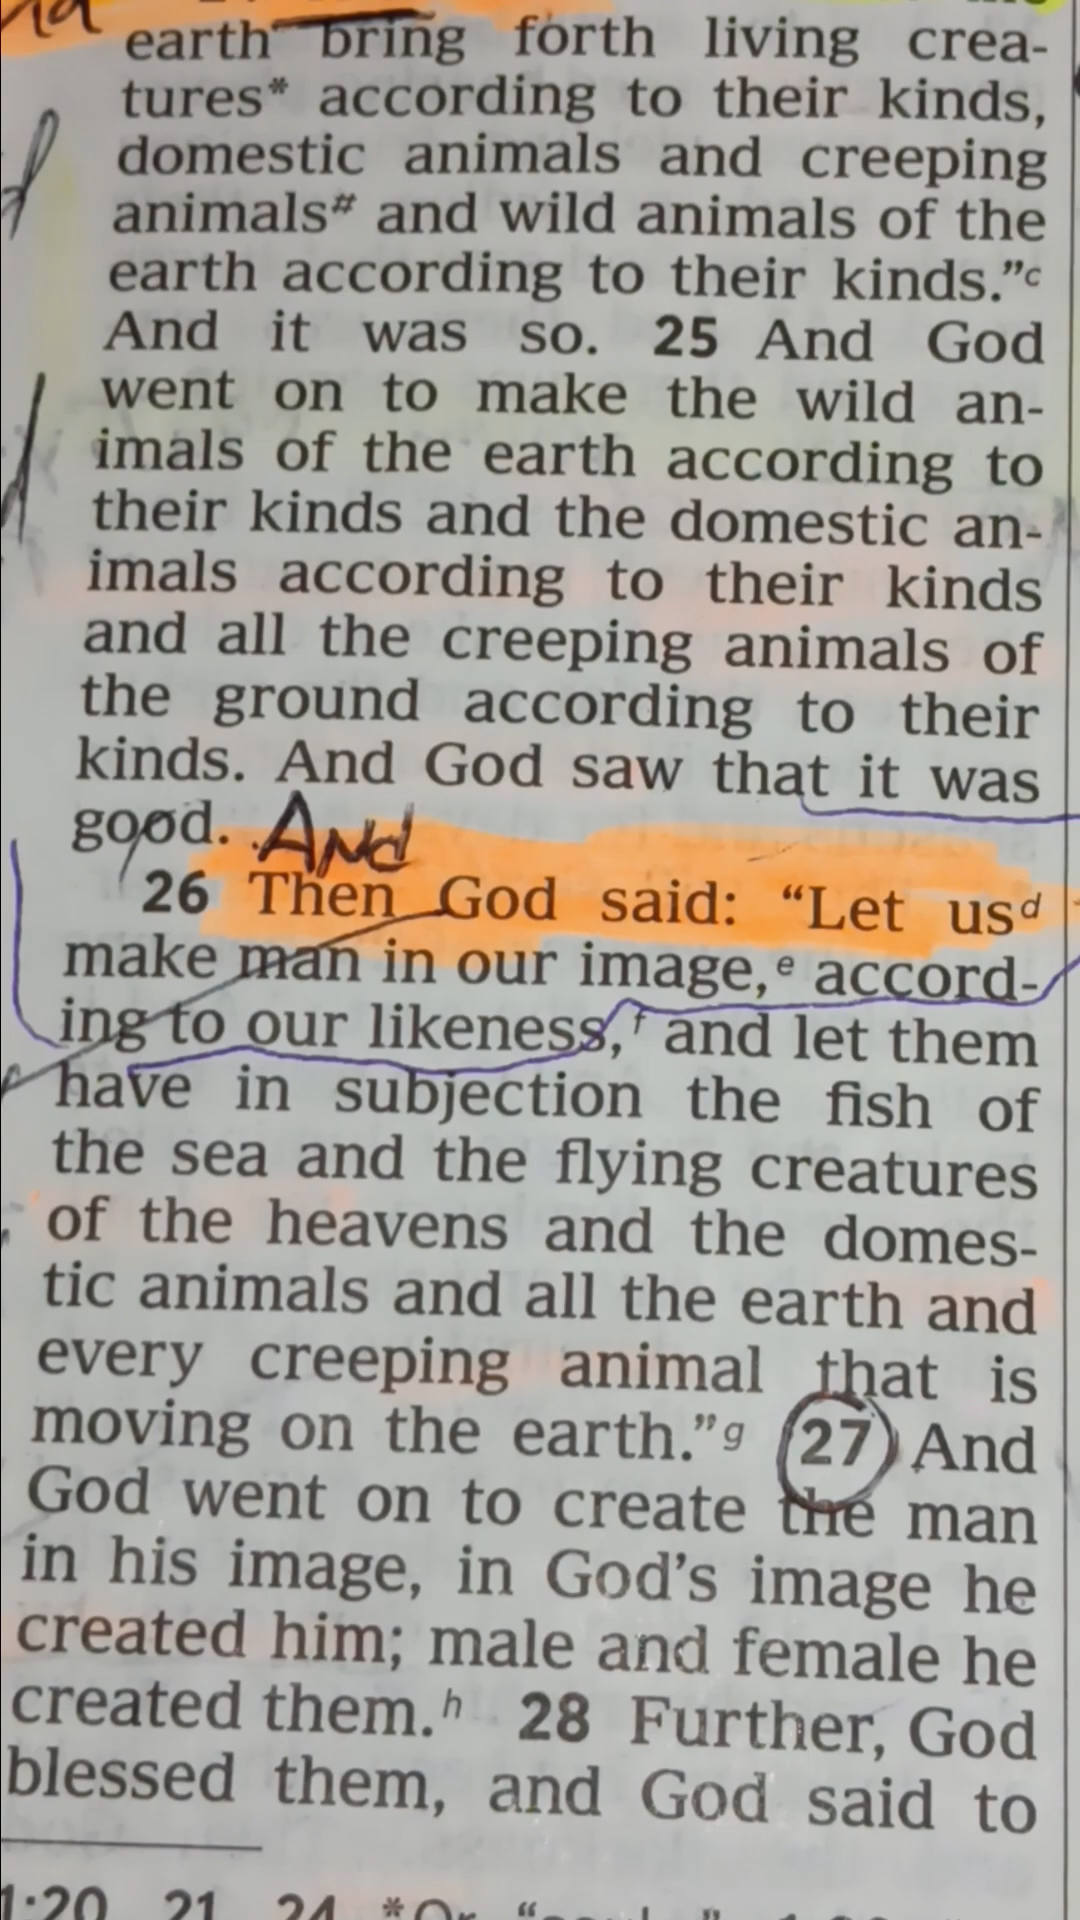 earth bring forth living crea-
tures* according to their kinds,
domestic animals and creeping
animals# and wild animals of the
earth according to their kinds.”c
And it was so. 25 And God
went on to make the wild an-
imals of the earth according to
their kinds and the domestic an-
imals according to their kinds
and all the creeping animals of
the ground according to their
kinds. And God saw that it was
good.
And
26 Then God said: “Let usd
make man in our image,e accord-
ing to our likeness,f and let them
have in subjection the fish of
the sea and the flying creatures
of the heavens and the domes-
tic animals and all the earth and
every creeping animal that is
moving on the earth.”g 27 And
God went on to create the man
in his image, in God’s image he
created him; male and female he
created them.h 28 Further, God
blessed them, and God said to
1:20 21 24 *Or